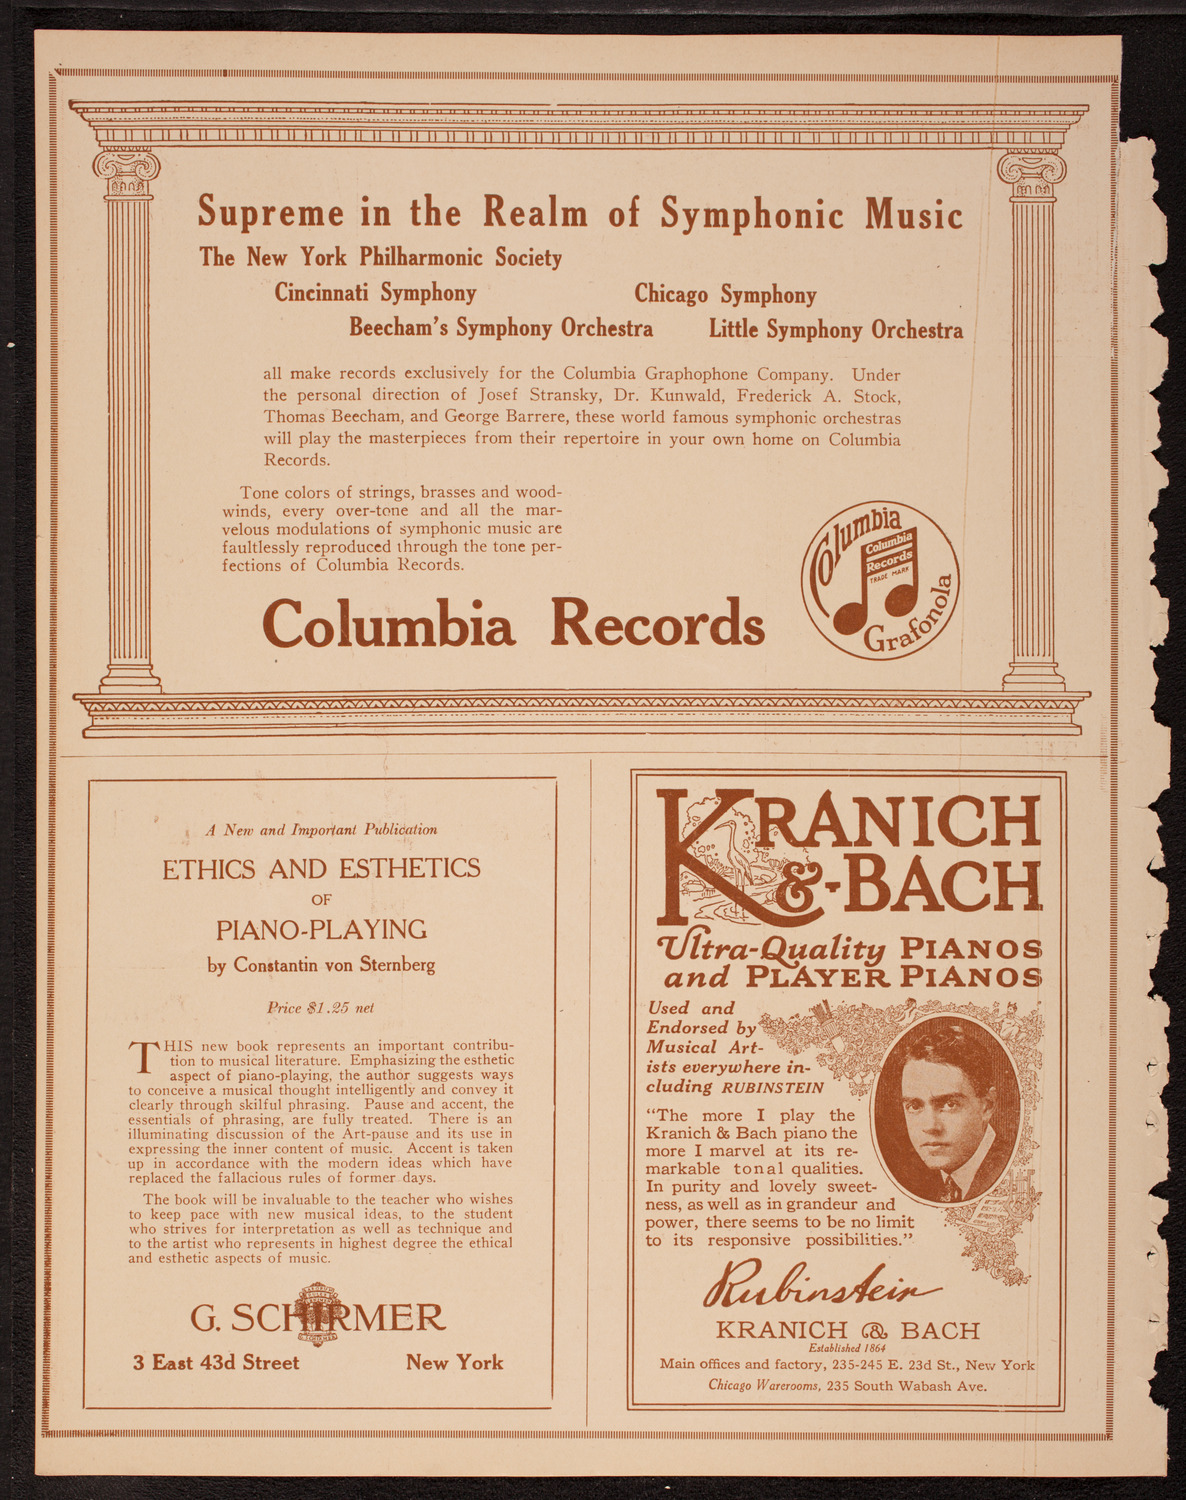 Supreme in the Realm of Symphonic Music
The New York Philharmonic Society
Cincinnati Symphony Chicago Symphony
Beecham's Symphony Orchestra Little Symphony Orchestra
all make records exclusively for the Columbia Graphophone Company. Under
the personal direction of Josef Stransky, Dr. Kunwald, Frederick A. Stock,
Thomas Beecham, and George Barrere, these world famous symphonic orchestras
will play the masterpieces from their repertoire in your own home on Columbia
Records.
Tone colors of strings, brasses and wood-
winds, every over-tone and all the mar-
velous modulations of symphonic music are
faultlessly reproduced through the tone per-
fections of Columbia Records.
Columbia Records
Columbia
Columbia
Records
TRADE MARK
Grafonola
A New and Important Publication
ETHICS AND ESTHETICS
OF
PIANO-PLAYING
by Constantin von Sternberg
Price $1.25 net
THIS new book represents an important contribu-
tion to musical literature. Emphasizing the esthetic
aspect of piano-playing, the author suggests ways
to conceive a musical thought intelligently and convey it
clearly through skilful phrasing. Pause and accent, the
essentials of phrasing, are fully treated. There is an
illuminating discussion of the Art-pause and its use in
expressing the inner content of music. Accent is taken
up in accordance with the modern ideas which have
replaced the fallacious rules of former days.
The book will be invaluable to the teacher who wishes
to keep pace with new musical ideas, to the student
who strives for interpretation as well as technique and
to the artist who represents in highest degree the ethical
and esthetic aspects of music.
G. SCHIRMER
3 East 43d Street New York
KRANICH
&-BACH
Ultra-Quality PIANOS
and PLAYER PIANOS
Used and
Endorsed by
Musical Art-
ists everywhere in-
cluding RUBINSTEIN
"The more I play the
Kranich & Bach piano the
more I marvel at its re-
markable tonal qualities.
In purity and lovely sweet-
ness, as well as in grandeur and
power, there seems to be no limit
to its responsive possibilities."
Rubinstein
KRANICH & BACH
Established 1864
Main offices and factory, 235-245 E. 23d St., New York
Chicago Warerooms, 235 South Wabash Ave.